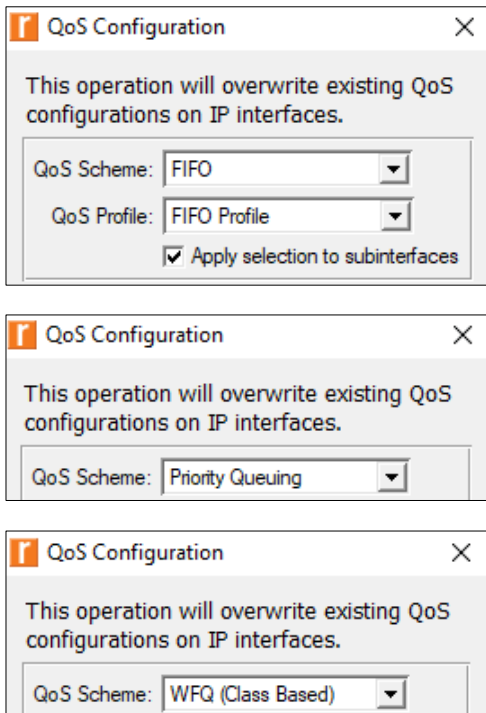 QoS Configuration
This operation will overwrite existing QoS
configurations on IP interfaces.
QoS Scheme: FIFO
QoS Profile: FIFO Profile
Apply selection to subinterfaces
QoS Configuration
This operation will overwrite existing QoS
configurations on IP interfaces.
QoS Scheme: Priority Queuing
QoS Configuration
This operation will overwrite existing QoS
configurations on IP interfaces.
QoS Scheme: WFQ (Class Based)